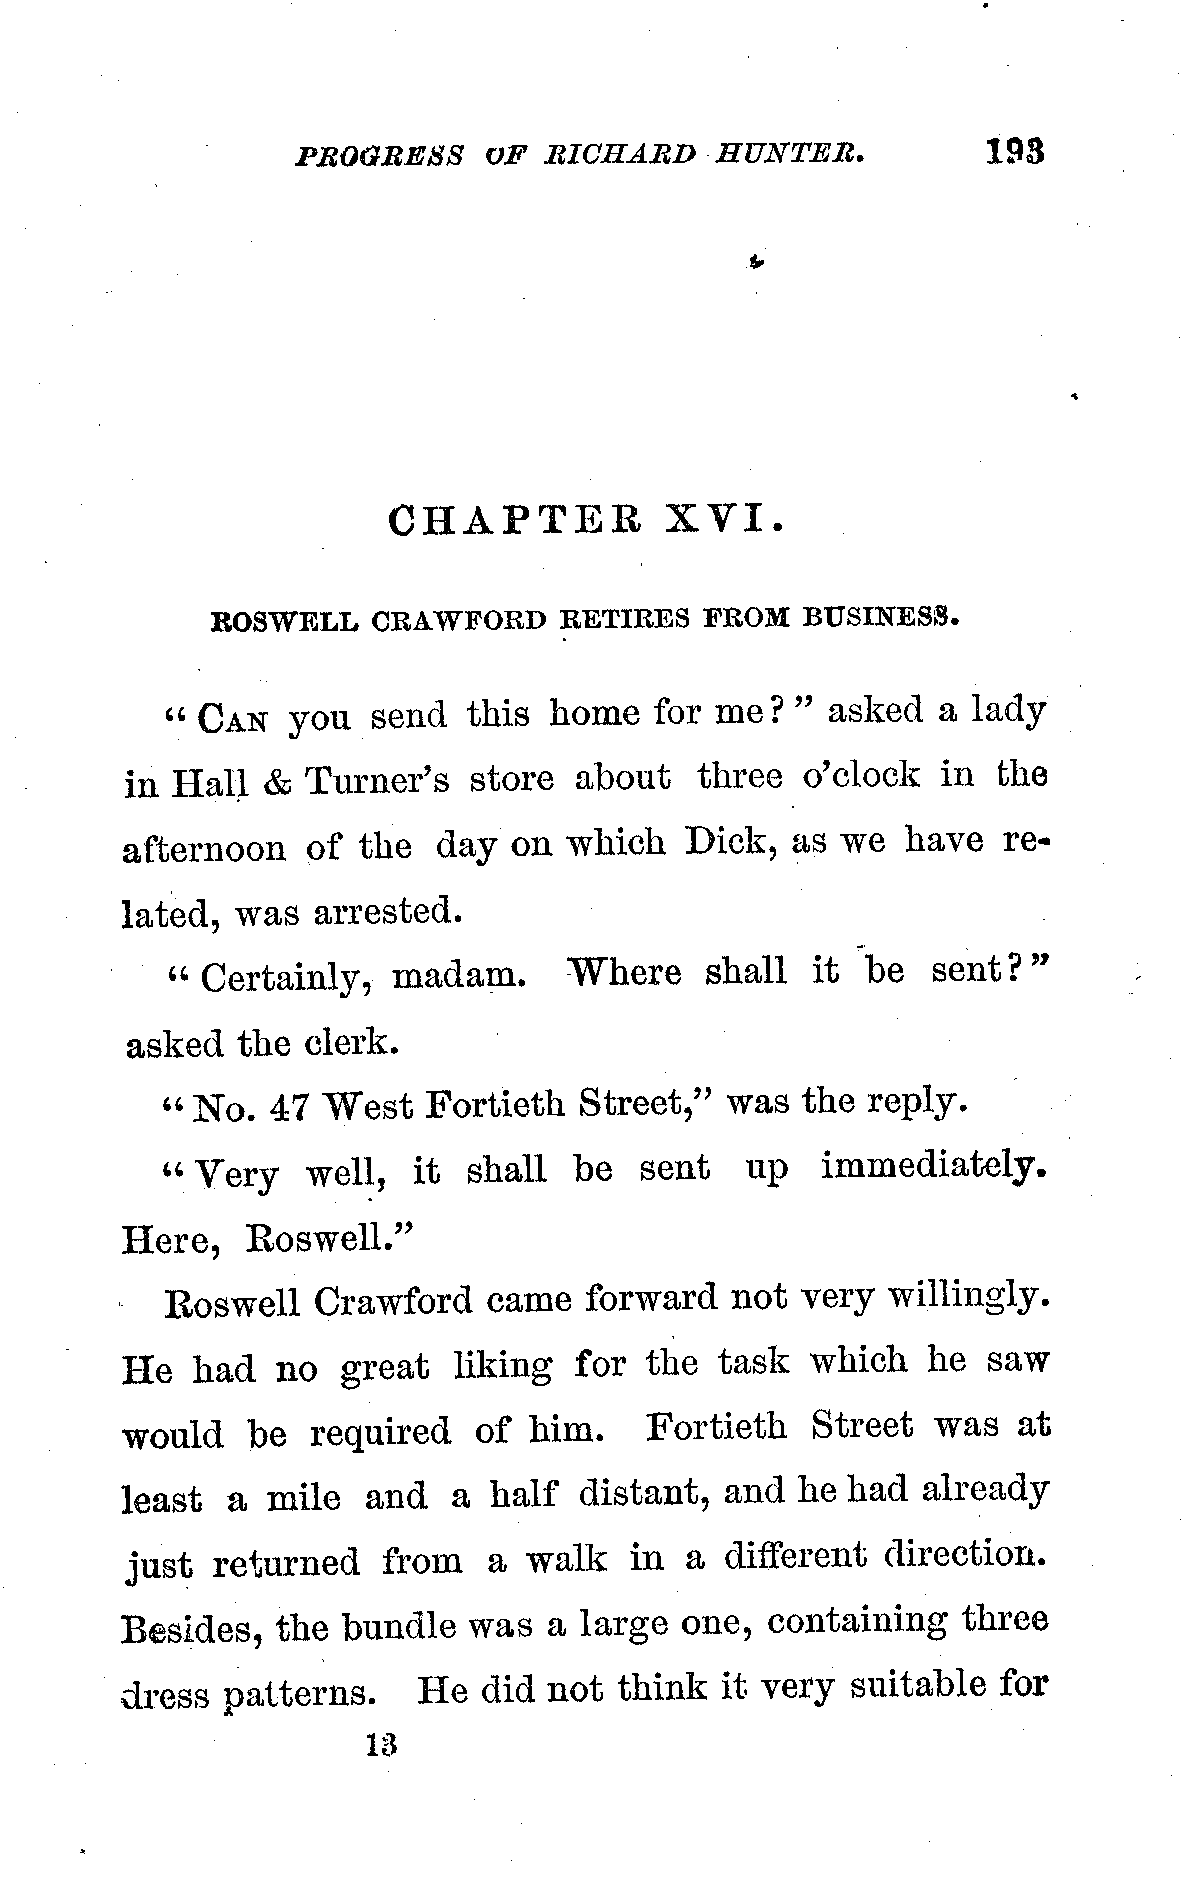 PROGRESS OF RICHARD HUNTER. 193
CHAPTER XVI.
ROSWELL CRAWFORD RETIRES FROM BUSINESS.
“CAN you send this home for me?” asked a lady
in Hall & Turner’s store about three o’clock in the
afternoon of the day on which Dick, as we have re-
lated, was arrested.
“Certainly, madam. Where shall it be sent?”
asked the clerk.
“No. 47 West Fortieth Street,” was the reply.
“Very well, it shall be sent up immediately.
Here, Roswell.”
Roswell Crawford came forward not very willingly.
He had no great liking for the task which he saw
would be required of him. Fortieth Street was at
least a mile and a half distant, and he had already
just returned from a walk in a different direction.
Besides, the bundle was a large one, containing three
dress patterns. He did not think it very suitable for
13